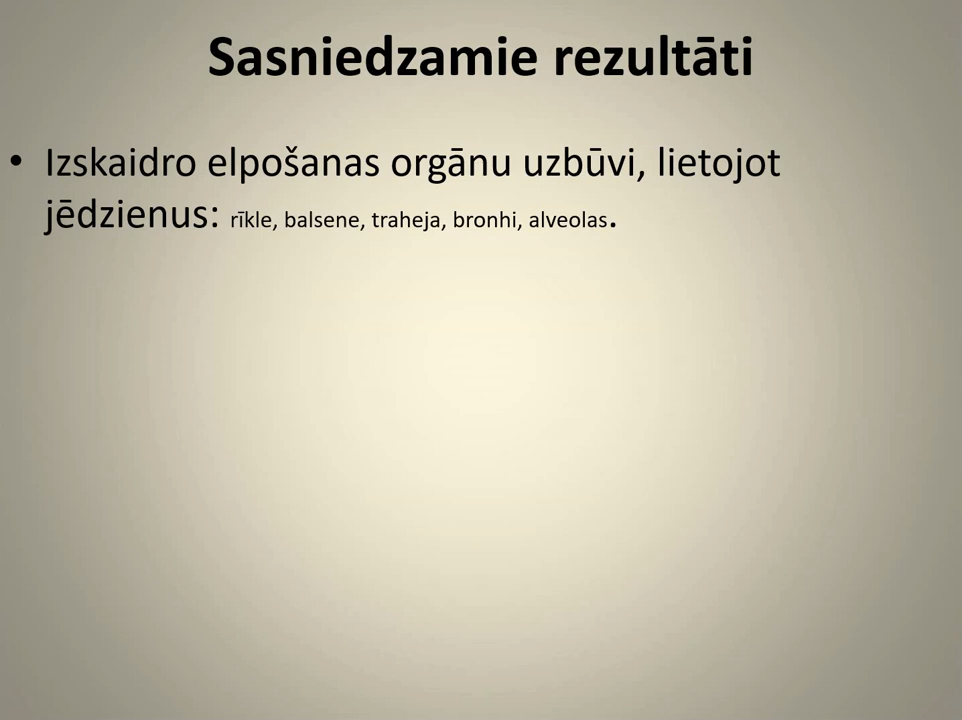 Sasniedzamie rezultāti
• Izskaidro elpošanas orgānu uzbūvi, lietojot
jēdzienus: rīkle, balsene, traheja, bronhi, alveolas.